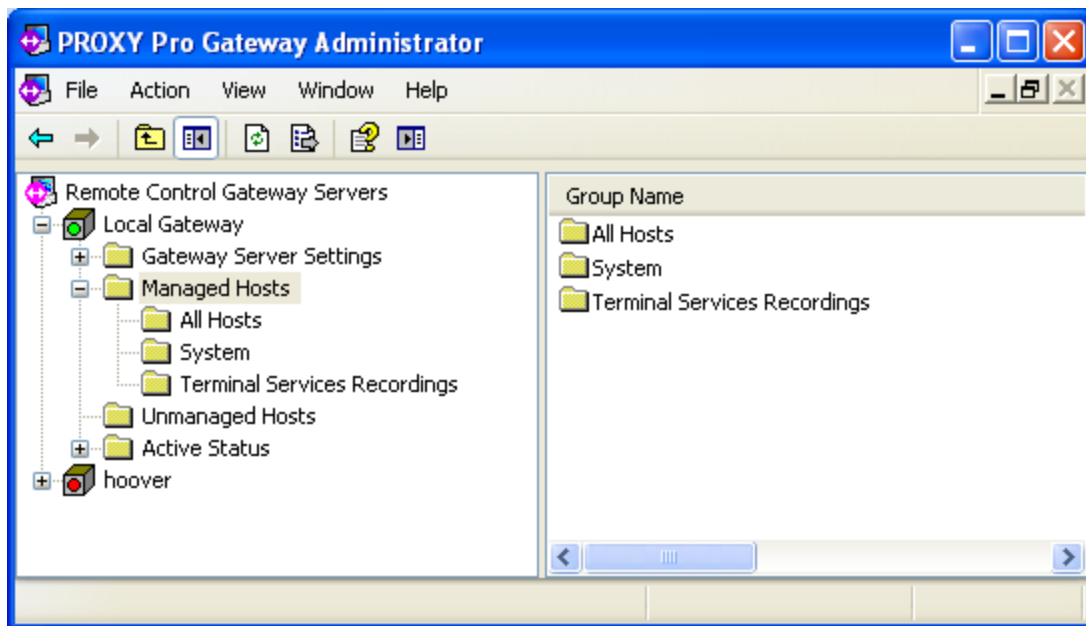 PROXY Pro Gateway Administrator
File Action View Window Help
Remote Control Gateway Servers
Local Gateway
Gateway Server Settings
Managed Hosts
All Hosts
System
Terminal Services Recordings
Unmanaged Hosts
Active Status
hoover
Group Name
All Hosts
System
Terminal Services Recordings